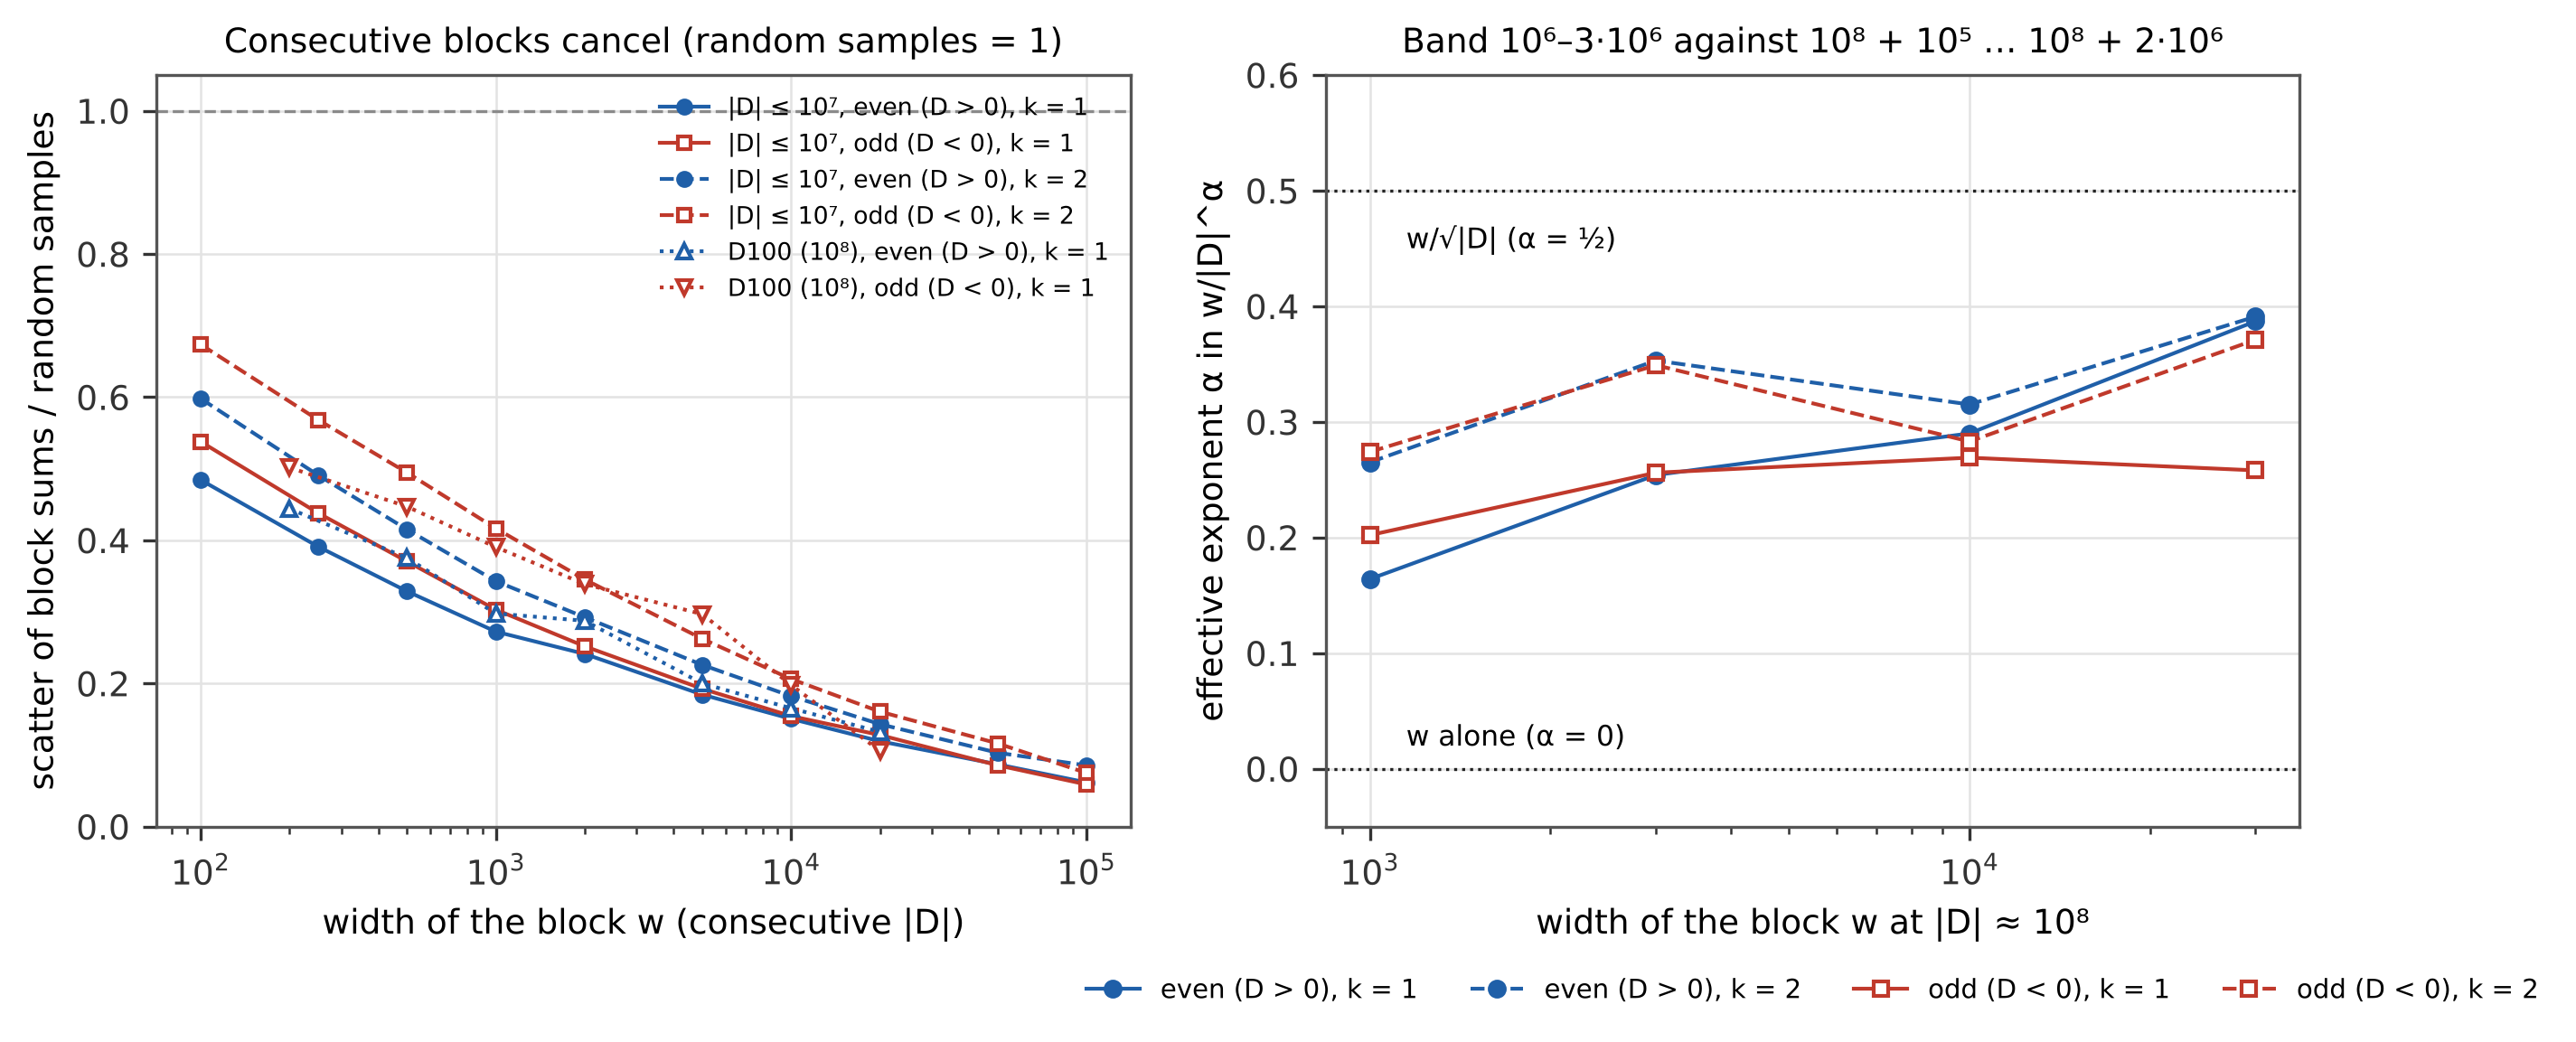 Consecutive blocks cancel (random samples = 1)
scatter of block sums / random samples
1.0
0.8
0.6
0.4
0.2
0.0
|D| ≤ 10⁷, even (D > 0), k = 1
|D| ≤ 10⁷, odd (D < 0), k = 1
|D| ≤ 10⁷, even (D > 0), k = 2
|D| ≤ 10⁷, odd (D < 0), k = 2
D100 (10⁸), even (D > 0), k = 1
D100 (10⁸), odd (D < 0), k = 1
10² 10³ 10⁴ 10⁵
width of the block w (consecutive |D|)
Band 10⁶–3·10⁶ against 10⁸ + 10⁵ … 10⁸ + 2·10⁶
effective exponent α in w/|D|^α
0.6
0.5
0.4
0.3
0.2
0.1
0.0
w/√|D| (α = ½)
w alone (α = 0)
10³ 10⁴
width of the block w at |D| ≈ 10⁸
even (D > 0), k = 1 even (D > 0), k = 2 odd (D < 0), k = 1 odd (D < 0), k = 2